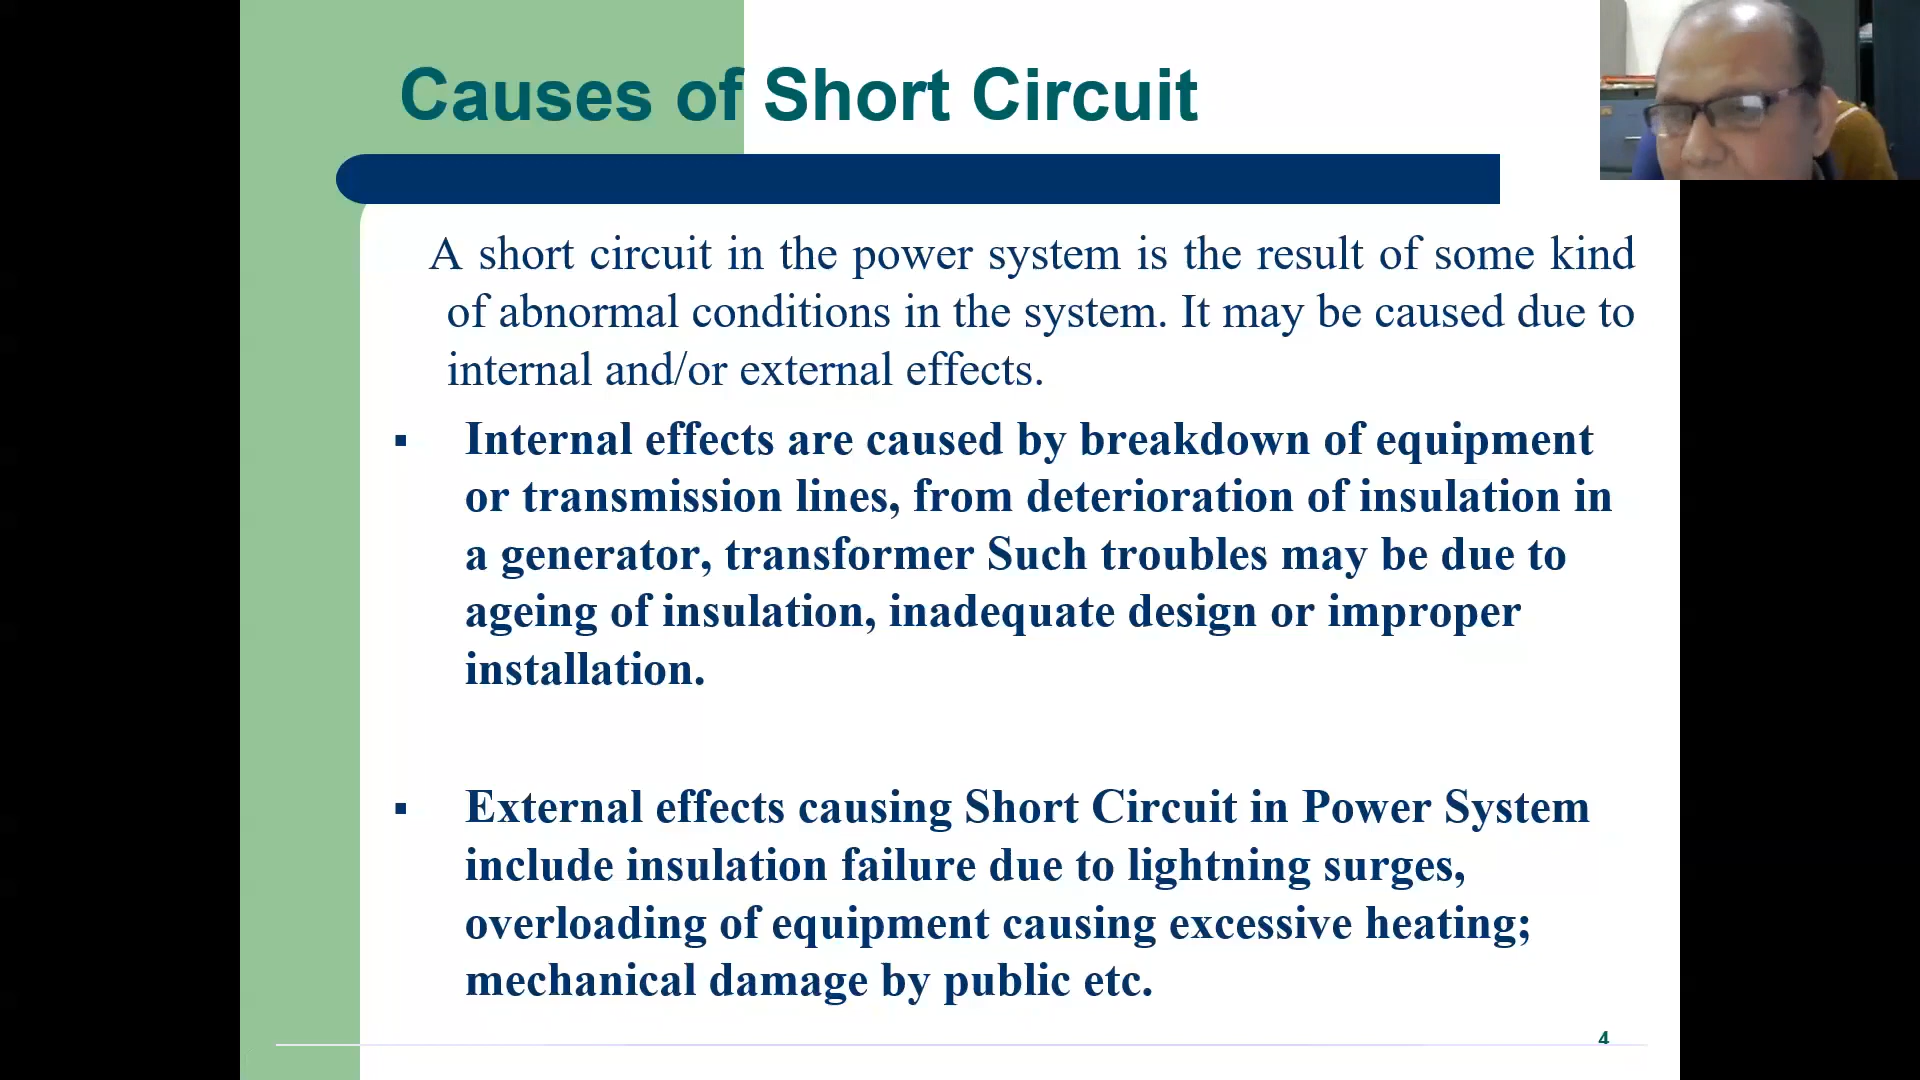 Causes of Short Circuit
A short circuit in the power system is the result of some kind
of abnormal conditions in the system. It may be caused due to
internal and/or external effects.
▪ Internal effects are caused by breakdown of equipment
or transmission lines, from deterioration of insulation in
a generator, transformer Such troubles may be due to
ageing of insulation, inadequate design or improper
installation.
▪ External effects causing Short Circuit in Power System
include insulation failure due to lightning surges,
overloading of equipment causing excessive heating;
mechanical damage by public etc.
4